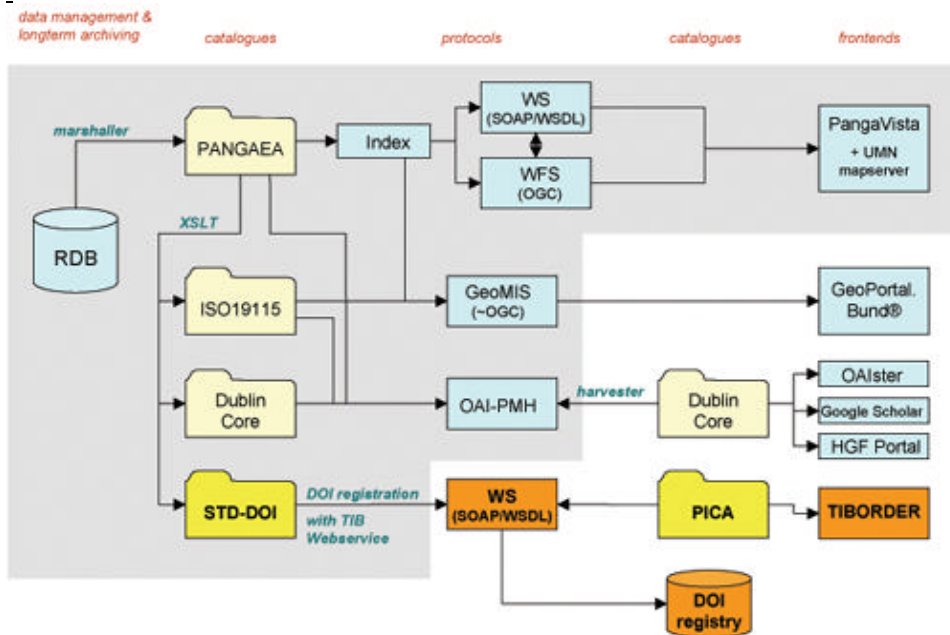 data management &
longterm archiving
catalogues
protocols
catalogues
frontends
marshaller
PANGAEA
Index
WS
(SOAP/WSDL)
WFS
(OGC)
PangaVista
+ UMN
mapserver
RDB
XSLT
ISO19115
GeoMIS
(~OGC)
GeoPortal.
Bund®
Dublin
Core
OAI-PMH
harvester
Dublin
Core
OAIster
Google Scholar
HGF Portal
STD-DOI
DOI registration
with TIB
Webservice
WS
(SOAP/WSDL)
PICA
TIBORDER
DOI
registry